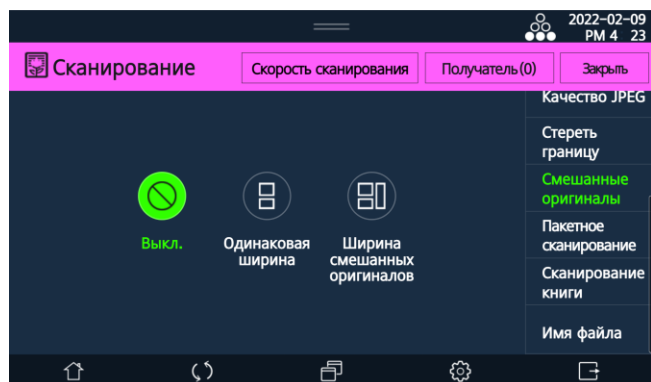 2022-02-09
PM 4 23
Сканирование
Скорость сканирования
Получатель(0)
Закрыть
Качество JPEG
Стереть
границу
Смешанные
оригиналы
Пакетное
сканирование
Сканирование
книги
Имя файла
Выкл.
Одинаковая
ширина
Ширина
смешанных
оригиналов